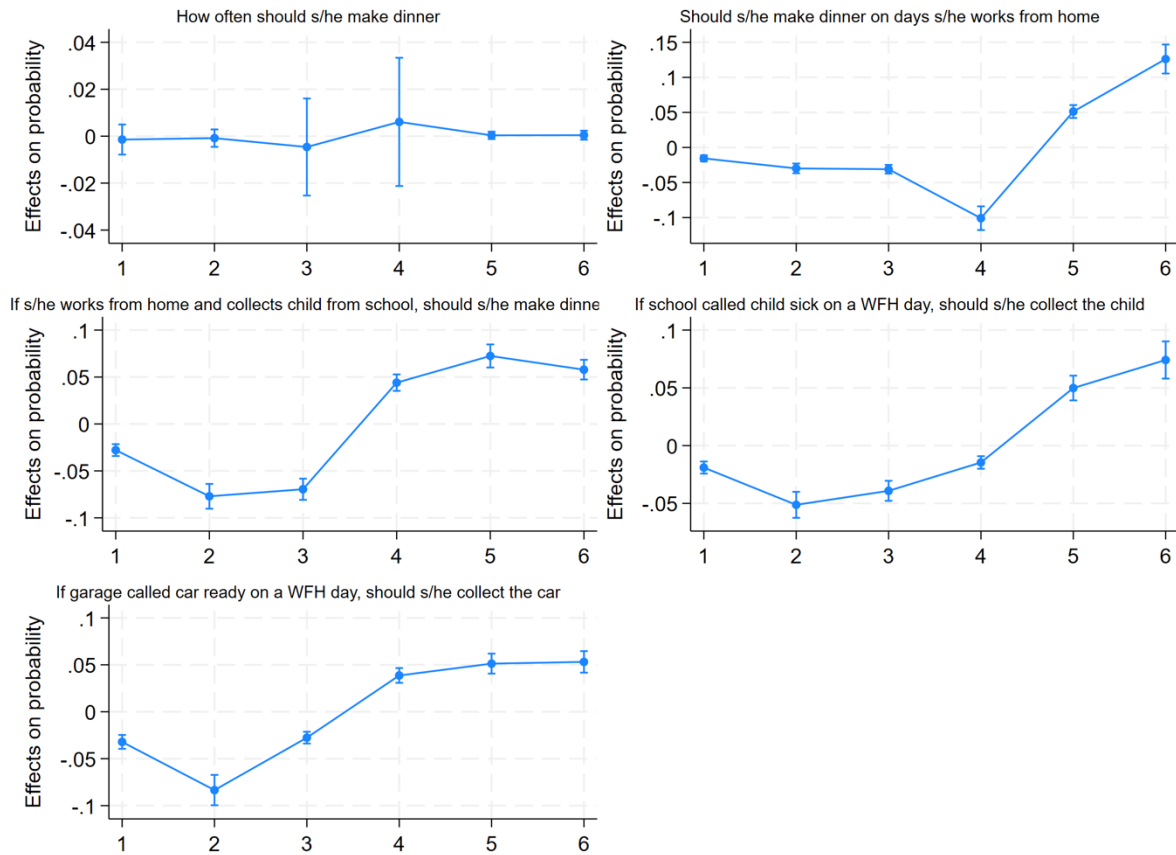 How often should s/he make dinner
Effects on probability
.04
.02
0
-.02
-.04
1 2 3 4 5 6
Should s/he make dinner on days s/he works from home
Effects on probability
.15
.1
.05
0
-.05
-.1
1 2 3 4 5 6
If s/he works from home and collects child from school, should s/he make dinne
Effects on probability
.1
.05
0
-.05
-.1
1 2 3 4 5 6
If school called child sick on a WFH day, should s/he collect the child
Effects on probability
.1
.05
0
-.05
1 2 3 4 5 6
If garage called car ready on a WFH day, should s/he collect the car
Effects on probability
.1
.05
0
-.05
-.1
1 2 3 4 5 6